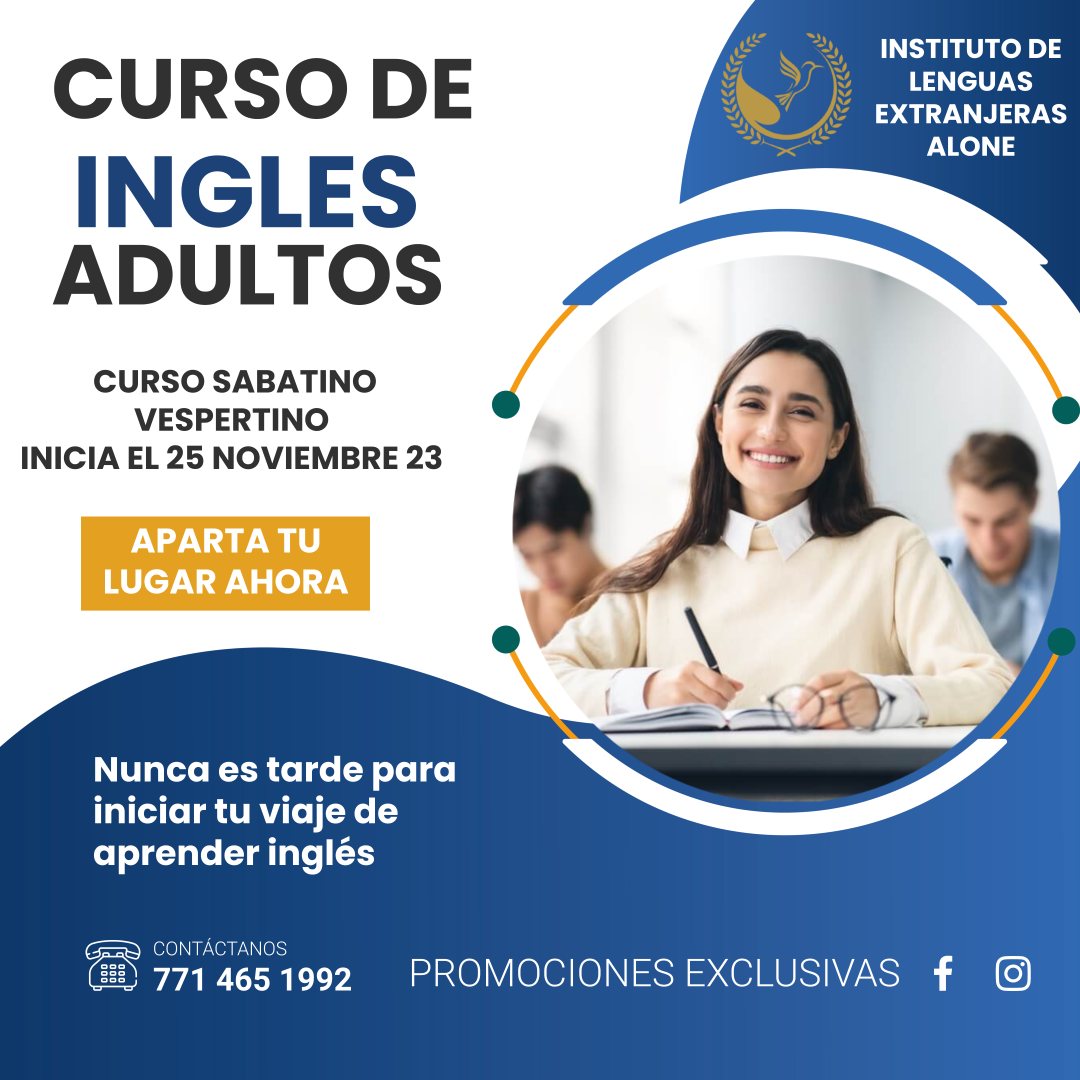 CURSO DE
INGLES
ADULTOS
INSTITUTO DE
LENGUAS
EXTRANJERAS
ALONE
CURSO SABATINO
VESPERTINO
INICIA EL 25 NOVIEMBRE 23
APARTA TU
LUGAR AHORA
Nunca es tarde para
iniciar tu viaje de
aprender inglés
CONTÁCTANOS
771 465 1992
PROMOCIONES EXCLUSIVAS